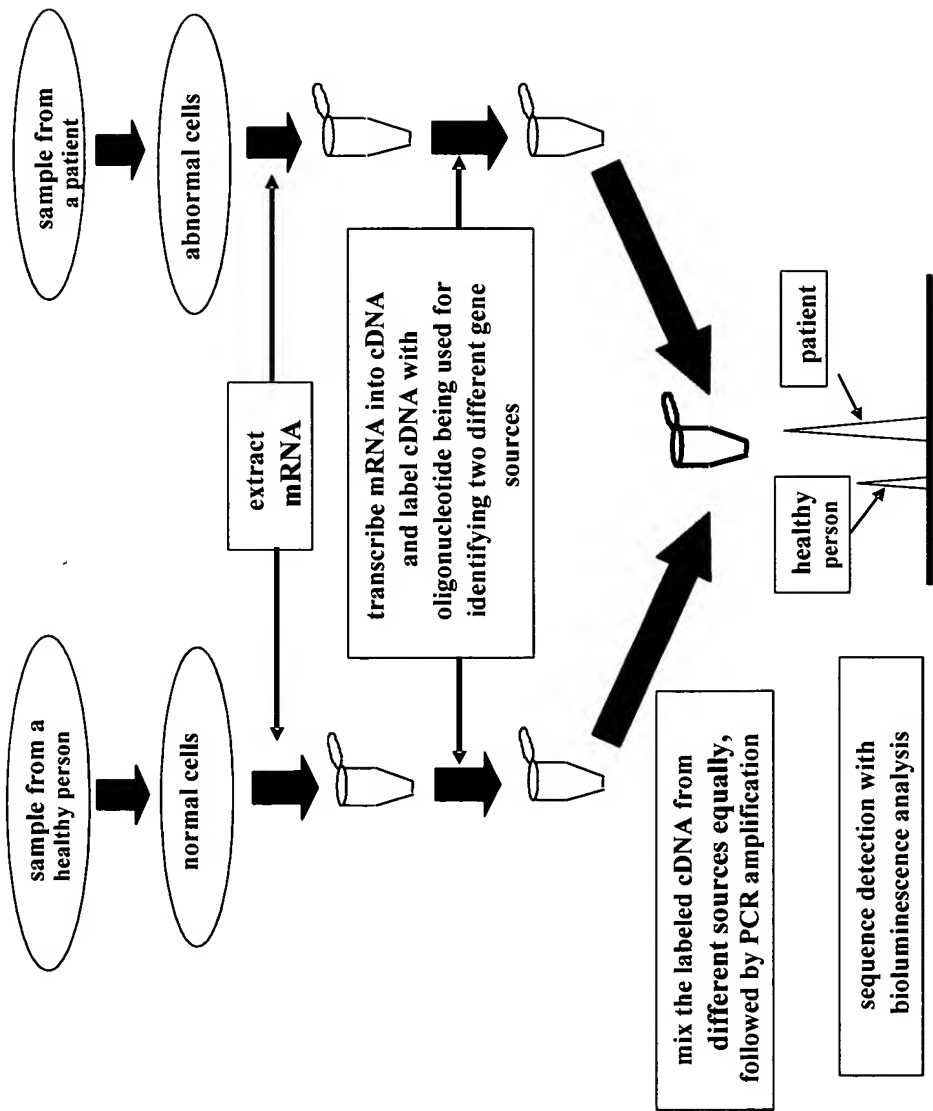 sample from a
healthy person
sample from
a patient
normal cells
abnormal cells
extract
mRNA
transcribe mRNA into cDNA
and label cDNA with
oligonucleotide being used for
identifying two different gene
sources
mix the labeled cDNA from
different sources equally,
followed by PCR amplification
healthy
person
patient
sequence detection with
bioluminescence analysis